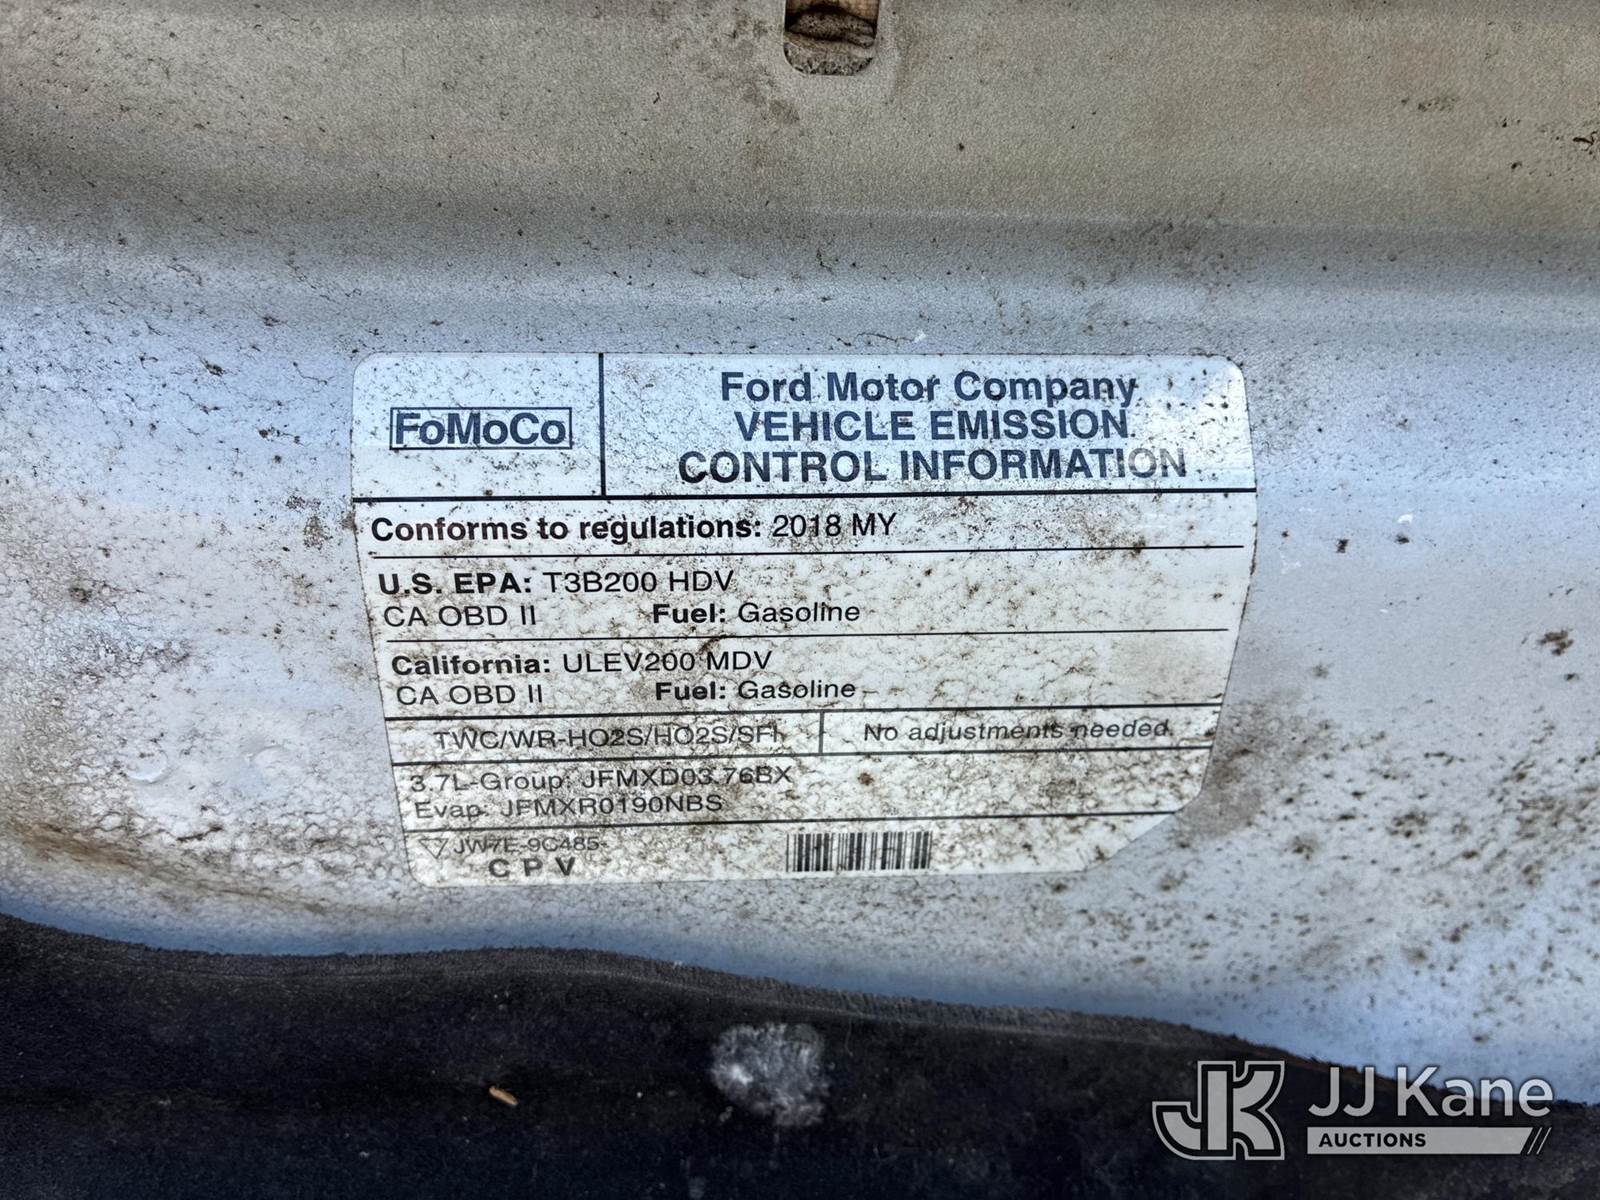 FoMoCo
Ford Motor Company
VEHICLE EMISSION
CONTROL INFORMATION
Conforms to regulations: 2018 MY
U.S. EPA: T3B200 HDV
CA OBD II Fuel: Gasoline
California: ULEV200 MDV
CA OBD II Fuel: Gasoline
TWC/WR-HO2S/HO2S/SFI
No adjustments needed.
3.7L-Group: JFMXD03.76BX
Evap: JFMXR0190NBS
JW7E-9C485-
C P V
JK JJ Kane
AUCTIONS